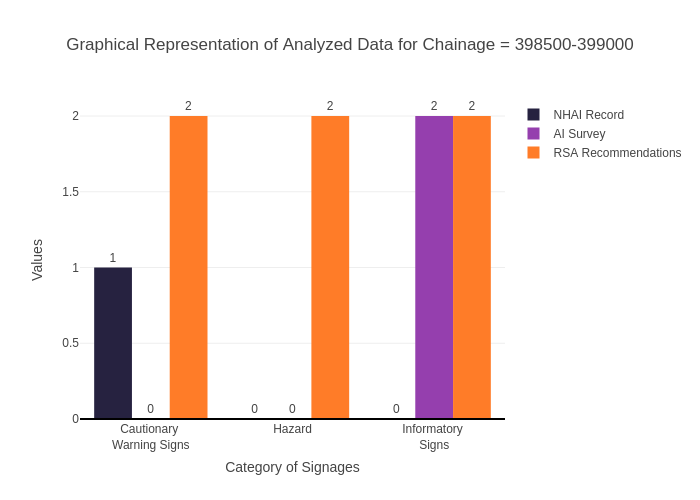 Graphical Representation of Analyzed Data for Chainage = 398500-399000
NHAI Record
AI Survey
RSA Recommendations
Values
2
1.5
1
0.5
0
1
0
2
0
0
2
0
2
2
Cautionary
Warning Signs
Hazard
Informatory
Signs
Category of Signages